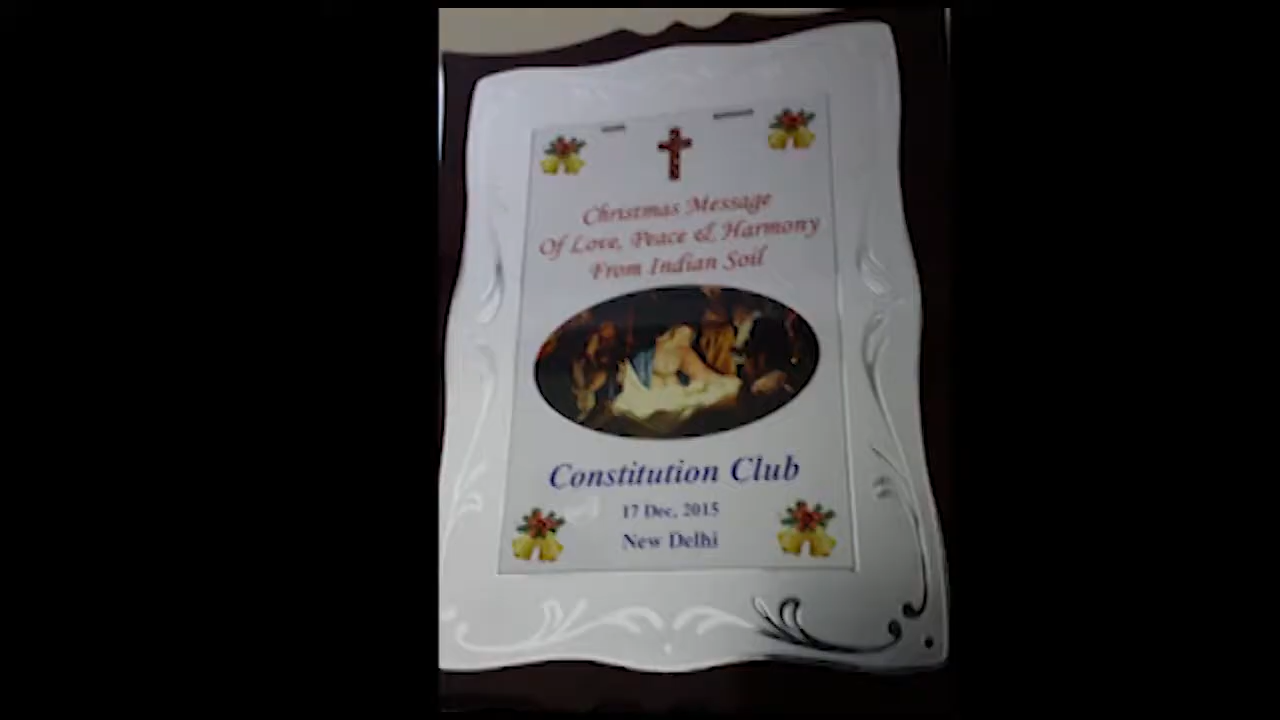 Christmas Message
Of Love, Peace & Harmony
From Indian Soil
Constitution Club
17 Dec, 2015
New Delhi